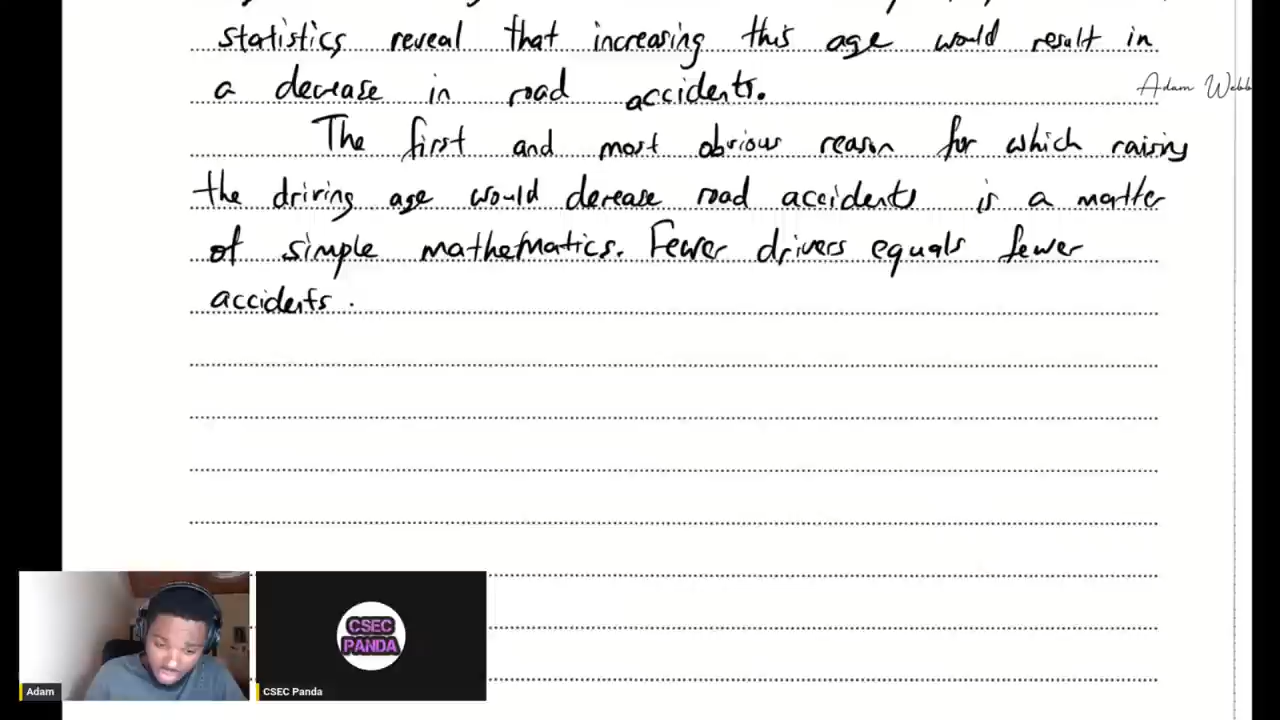 statistics reveal that increasing this age would result in
a decrease in road accidents.
Adam Webb
The first and most obvious reason for which raising
the driving age would decrease road accidents is a matter
of simple mathematics. Fewer drivers equals fewer
accidents.
CSEC
PANDA
Adam
CSEC Panda